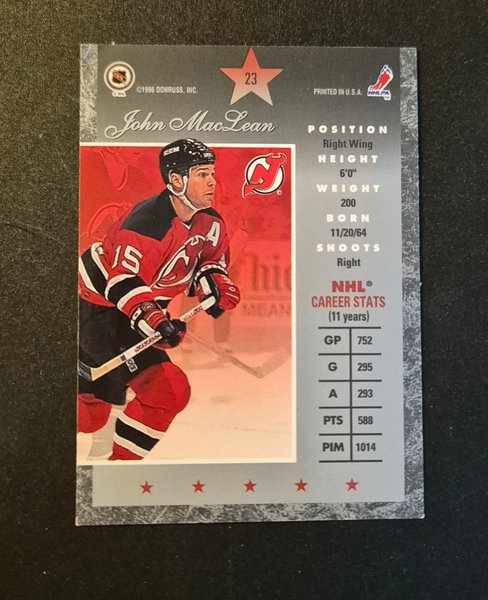 23
©1996 DONRUSS, INC.
PRINTED IN U.S.A.
NHLPA
John MacLean
POSITION
Right Wing
HEIGHT
6'0"
WEIGHT
200
BORN
11/20/64
SHOOTS
Right
NHL®
CAREER STATS
(11 years)
GP 752
G 295
A 293
PTS 588
PIM 1014
A
15
MEAN